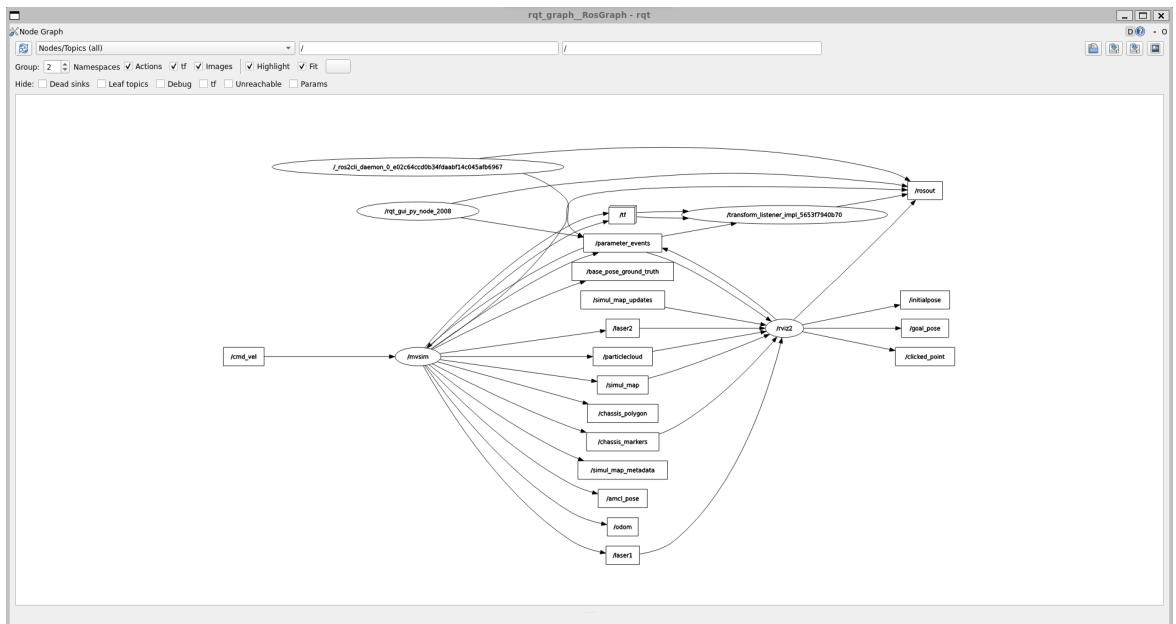 rqt_graph__RosGraph - rqt
Node Graph
D - O
Nodes/Topics (all) / /
Group: 2 Namespaces Actions tf Images Highlight Fit
Hide: Dead sinks Leaf topics Debug tf Unreachable Params
/_ros2cli_daemon_0_e02c64ccd0b34fdaabf14c045afb6967
/rosout
/rqt_gui_py_node_2008
/tf
/transform_listener_impl_5653f7940b70
/parameter_events
/base_pose_ground_truth
/simul_map_updates
/initialpose
/laser2
/rviz2
/goal_pose
/cmd_vel
/mvsim
/particlecloud
/clicked_point
/simul_map
/chassis_polygon
/chassis_markers
/simul_map_metadata
/amcl_pose
/odom
/laser1